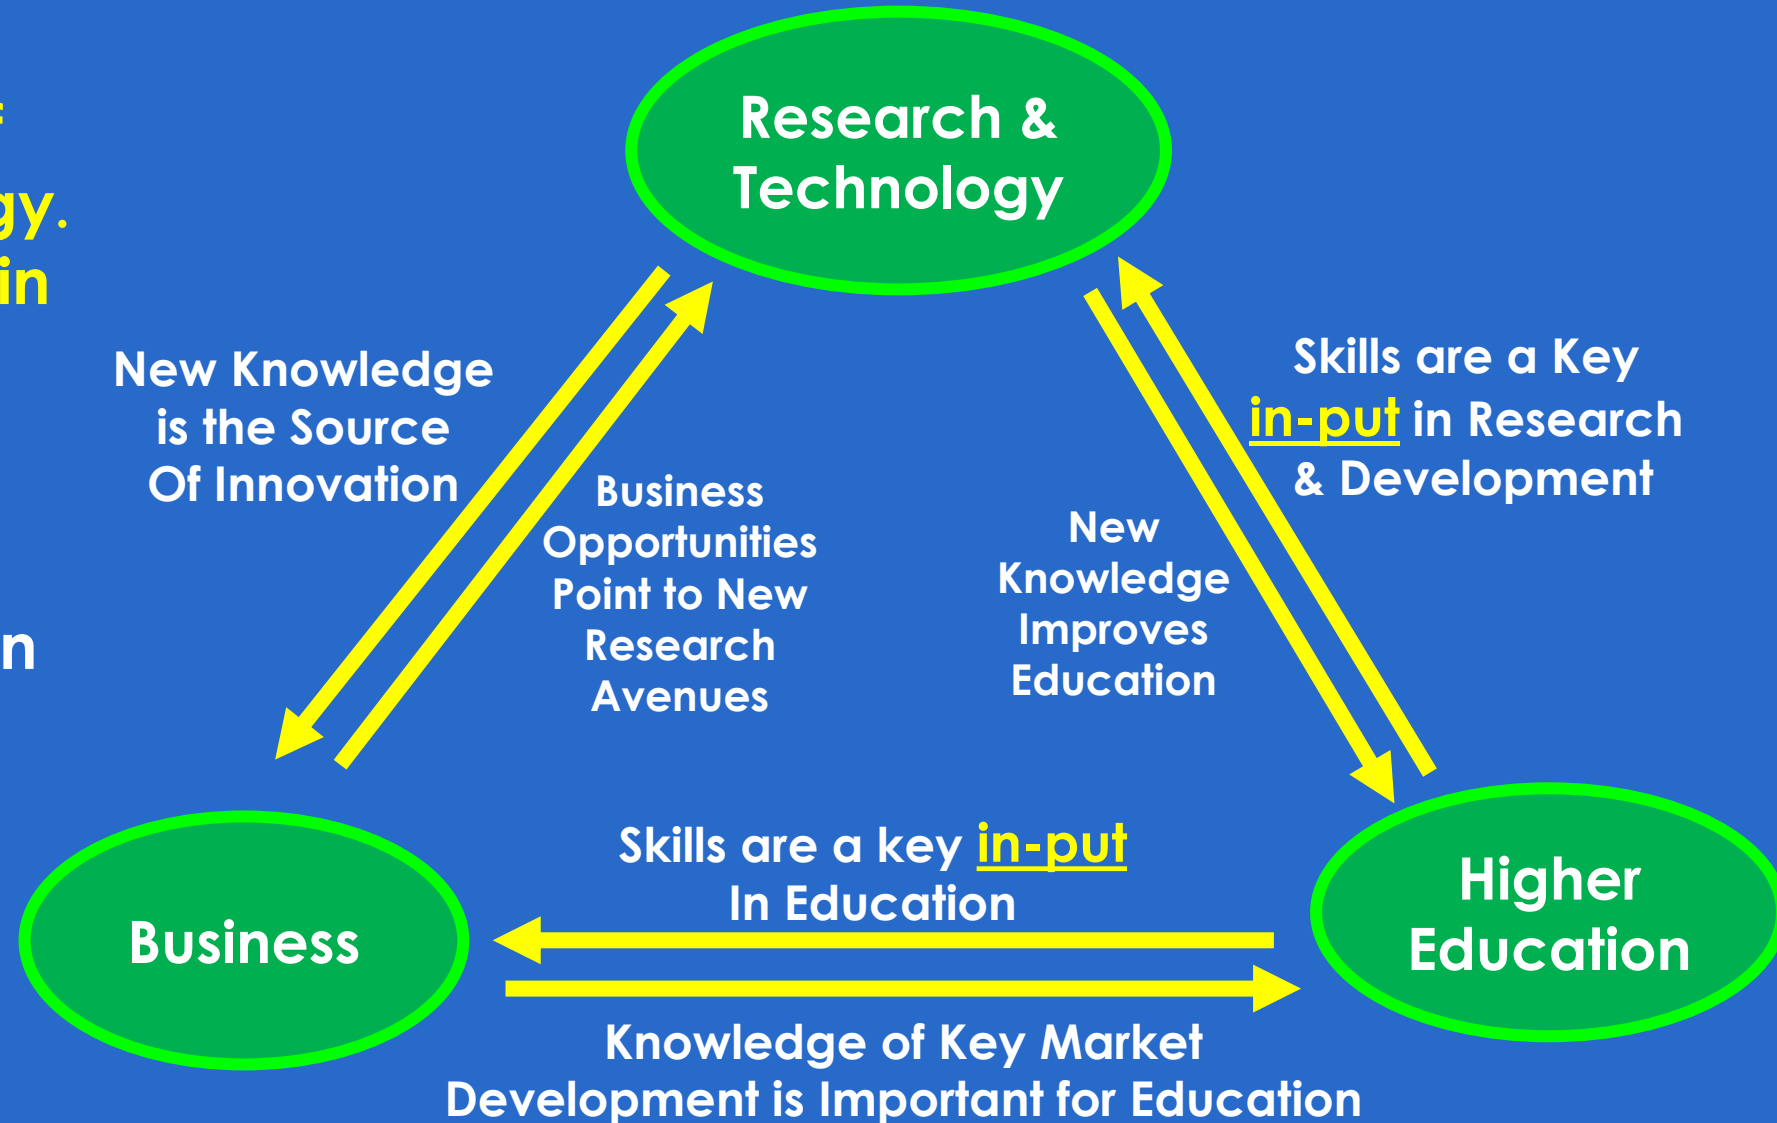 Research &
Technology
gy.
in
New Knowledge
is the Source
Of Innovation
Skills are a Key
in-put in Research
& Development
Business
Opportunities
Point to New
Research
Avenues
New
Knowledge
Improves
Education
n
Skills are a key in-put
In Education
Business
Higher
Education
Knowledge of Key Market
Development is Important for Education